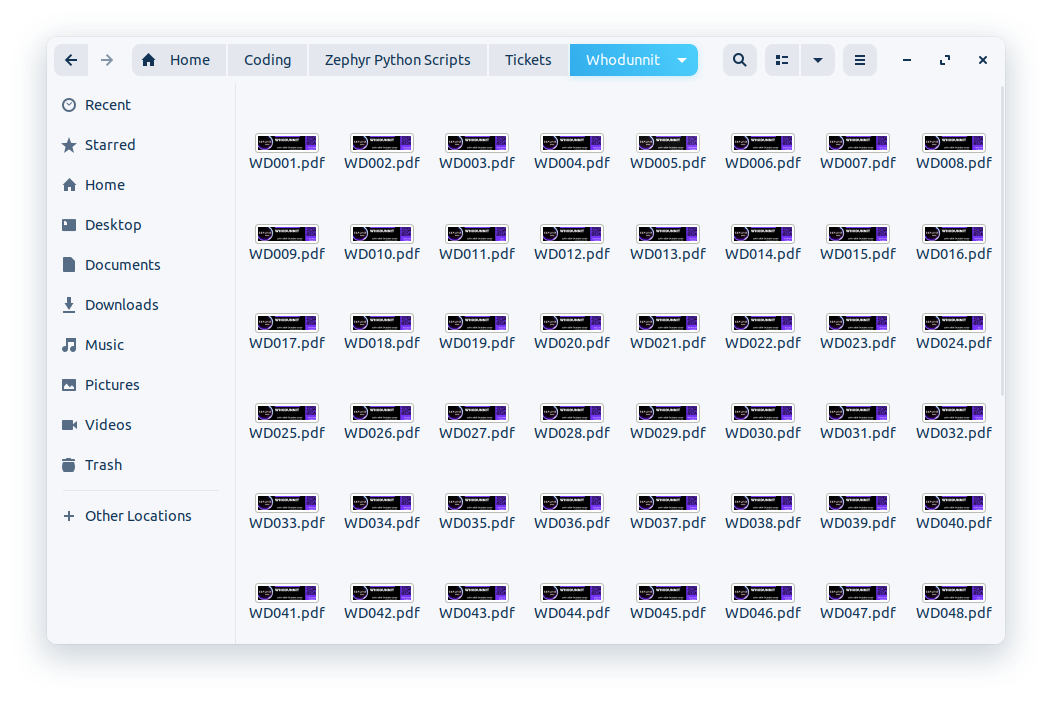 Home Coding Zephyr Python Scripts Tickets Whodunnit
Recent
Starred
Home
Desktop
Documents
Downloads
Music
Pictures
Videos
Trash
Other Locations
WD001.pdf WD002.pdf WD003.pdf WD004.pdf WD005.pdf WD006.pdf WD007.pdf WD008.pdf
WD009.pdf WD010.pdf WD011.pdf WD012.pdf WD013.pdf WD014.pdf WD015.pdf WD016.pdf
WD017.pdf WD018.pdf WD019.pdf WD020.pdf WD021.pdf WD022.pdf WD023.pdf WD024.pdf
WD025.pdf WD026.pdf WD027.pdf WD028.pdf WD029.pdf WD030.pdf WD031.pdf WD032.pdf
WD033.pdf WD034.pdf WD035.pdf WD036.pdf WD037.pdf WD038.pdf WD039.pdf WD040.pdf
WD041.pdf WD042.pdf WD043.pdf WD044.pdf WD045.pdf WD046.pdf WD047.pdf WD048.pdf